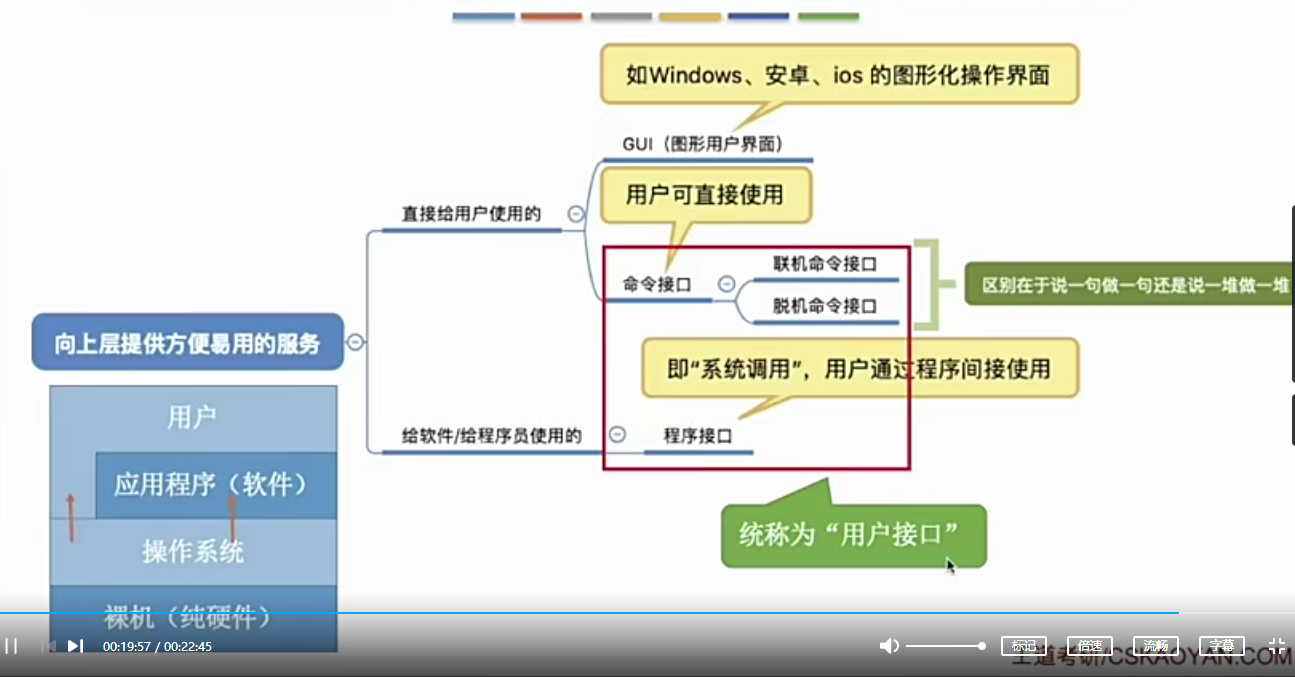 如Windows、安卓、ios 的图形化操作界面
GUI（图形用户界面）
用户可直接使用
直接给用户使用的
命令接口
联机命令接口
脱机命令接口
区别在于说一句做一句还是说一堆做一堆
向上层提供方便易用的服务
即“系统调用”，用户通过程序间接使用
给软件/给程序员使用的
程序接口
统称为“用户接口”
用户
应用程序（软件）
操作系统
裸机（纯硬件）
00:19:57 / 00:22:45
标记
倍速
流畅
字幕
王道考研/CSKAOYAN.COM